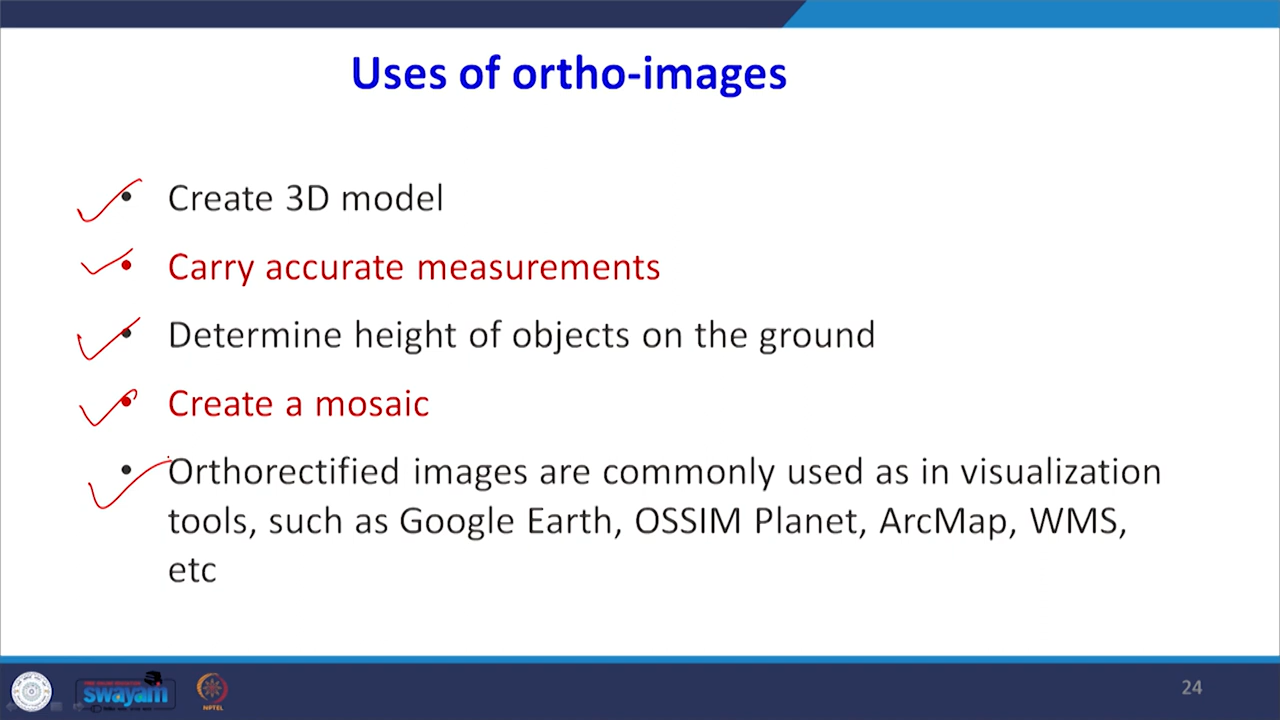 Uses of ortho-images
• Create 3D model
• Carry accurate measurements
• Determine height of objects on the ground
• Create a mosaic
• Orthorectified images are commonly used as in visualization
tools, such as Google Earth, OSSIM Planet, ArcMap, WMS,
etc
swayam
NPTEL
24